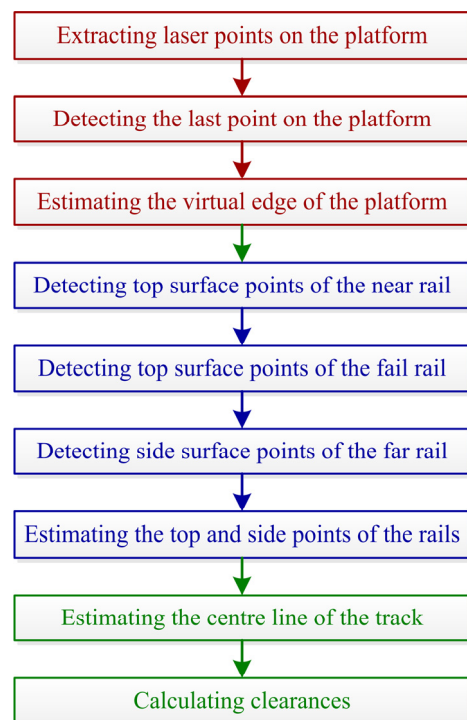 Extracting laser points on the platform
Detecting the last point on the platform
Estimating the virtual edge of the platform
Detecting top surface points of the near rail
Detecting top surface points of the fail rail
Detecting side surface points of the far rail
Estimating the top and side points of the rails
Estimating the centre line of the track
Calculating clearances